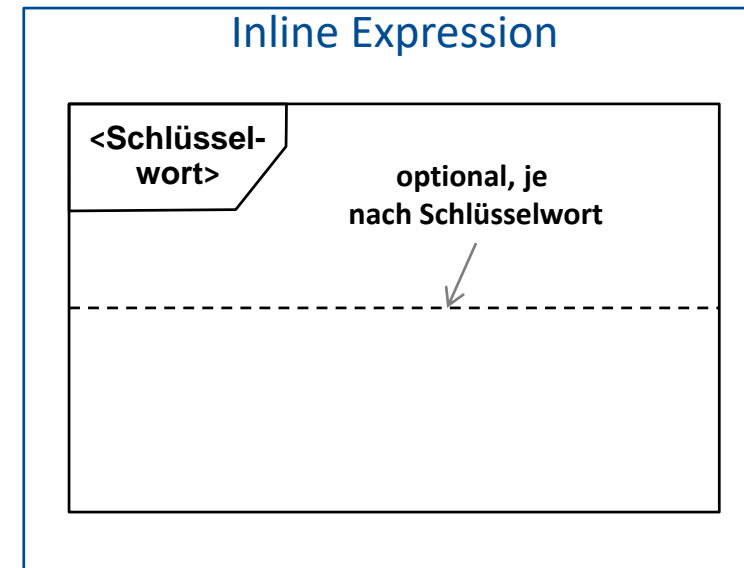 Inline Expression
<Schlüssel-
wort>
optional, je
nach Schlüsselwort